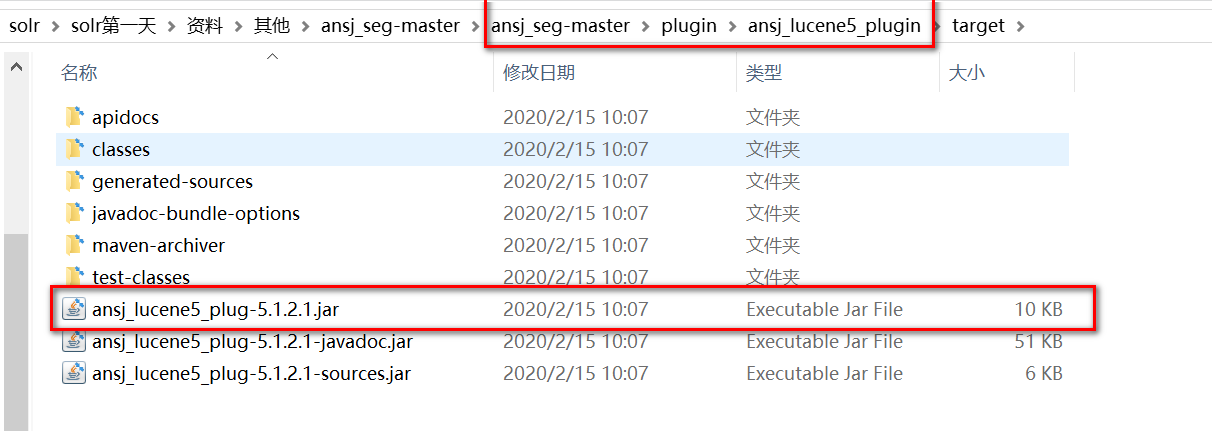 solr > solr第一天 > 资料 > 其他 > ansj_seg-master > ansj_seg-master > plugin > ansj_lucene5_plugin > target >
名称 修改日期 类型 大小
apidocs 2020/2/15 10:07 文件夹
classes 2020/2/15 10:07 文件夹
generated-sources 2020/2/15 10:07 文件夹
javadoc-bundle-options 2020/2/15 10:07 文件夹
maven-archiver 2020/2/15 10:07 文件夹
test-classes 2020/2/15 10:07 文件夹
ansj_lucene5_plug-5.1.2.1.jar 2020/2/15 10:07 Executable Jar File 10 KB
ansj_lucene5_plug-5.1.2.1-javadoc.jar 2020/2/15 10:07 Executable Jar File 51 KB
ansj_lucene5_plug-5.1.2.1-sources.jar 2020/2/15 10:07 Executable Jar File 6 KB